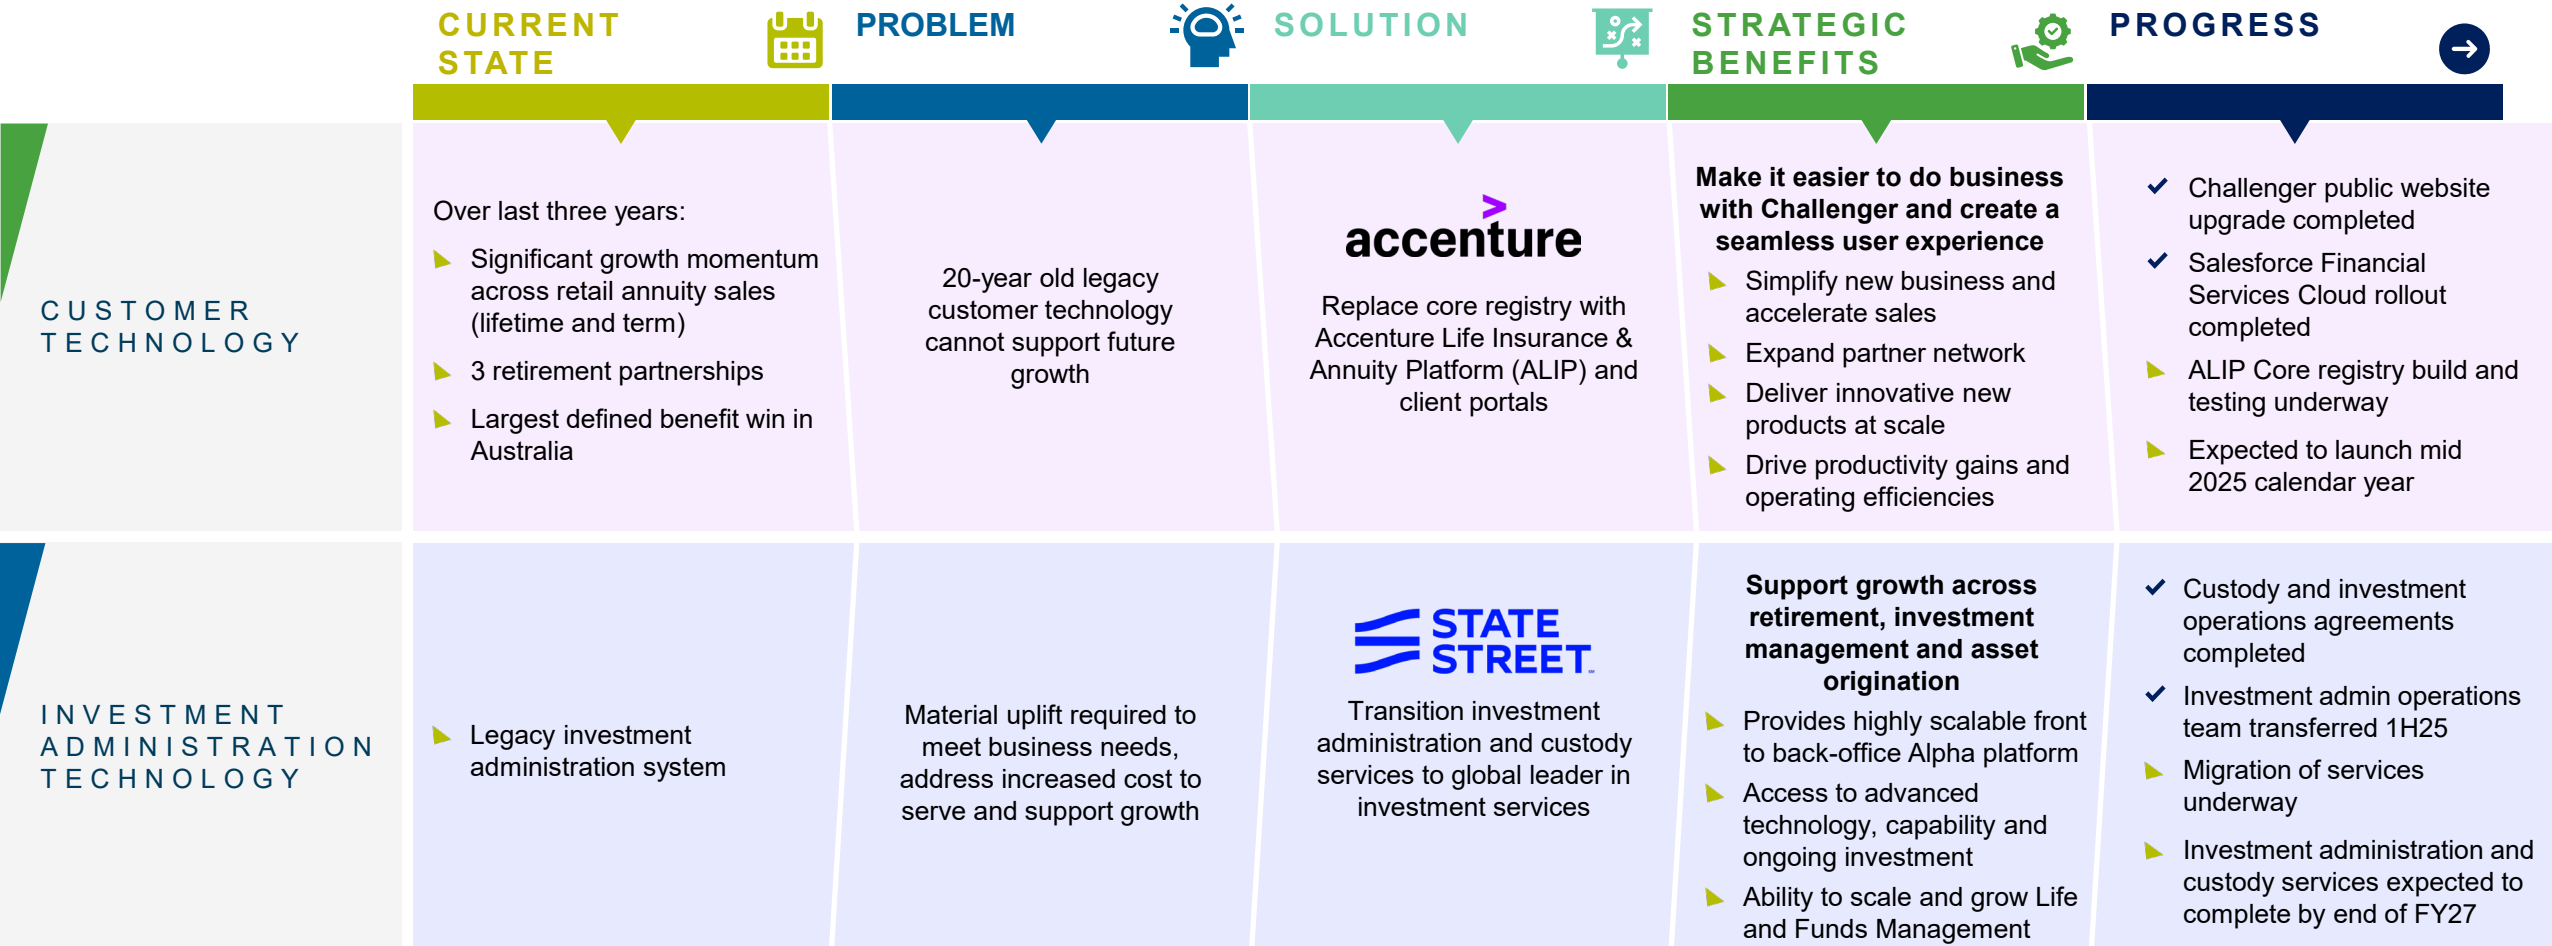 CURRENT
STATE
PROBLEM
SOLUTION
STRATEGIC
BENEFITS
PROGRESS
CUSTOMER
TECHNOLOGY
Over last three years:
Significant growth momentum
across retail annuity sales
(lifetime and term)
3 retirement partnerships
Largest defined benefit win in
Australia
20-year old legacy
customer technology
cannot support future
growth
accenture
Replace core registry with
Accenture Life Insurance &
Annuity Platform (ALIP) and
client portals
Make it easier to do business
with Challenger and create a
seamless user experience
Simplify new business and
accelerate sales
Expand partner network
Deliver innovative new
products at scale
Drive productivity gains and
operating efficiencies
Challenger public website
upgrade completed
Salesforce Financial
Services Cloud rollout
completed
ALIP Core registry build and
testing underway
Expected to launch mid
2025 calendar year
INVESTMENT
ADMINISTRATION
TECHNOLOGY
Legacy investment
administration system
Material uplift required to
meet business needs,
address increased cost to
serve and support growth
STATE
STREET
Transition investment
administration and custody
services to global leader in
investment services
Support growth across
retirement, investment
management and asset
origination
Provides highly scalable front
to back-office Alpha platform
Access to advanced
technology, capability and
ongoing investment
Ability to scale and grow Life
and Funds Management
Custody and investment
operations agreements
completed
Investment admin operations
team transferred 1H25
Migration of services
underway
Investment administration and
custody services expected to
complete by end of FY27